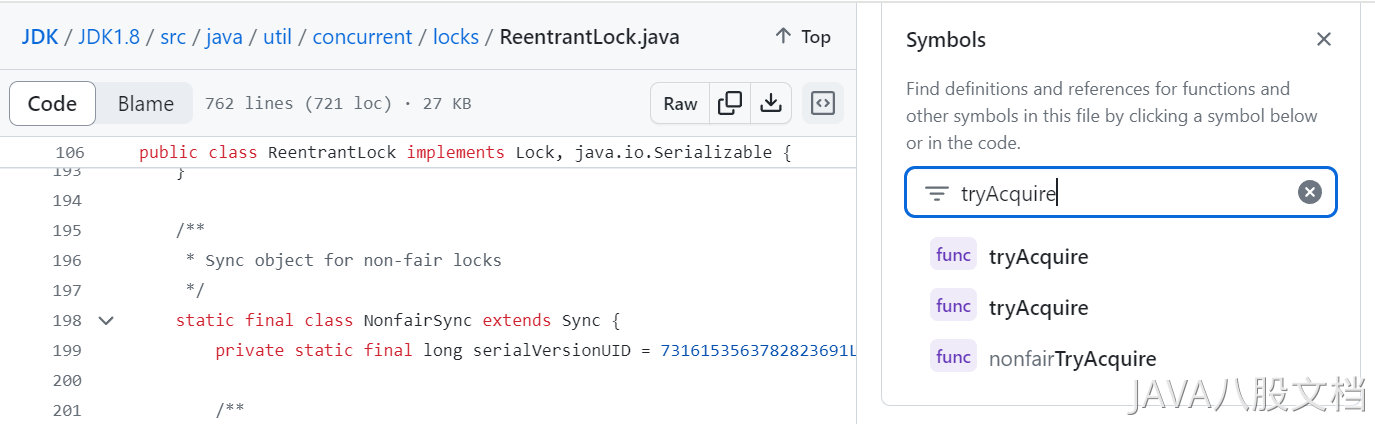 JDK / JDK1.8 / src / java / util / concurrent / locks / ReentrantLock.java
Top
Code Blame 762 lines (721 loc) · 27 KB Raw
106 public class ReentrantLock implements Lock, java.io.Serializable {
193 }
194
195 /**
196 * Sync object for non-fair locks
197 */
198 static final class NonfairSync extends Sync {
199 private static final long serialVersionUID = 7316153563782823691L
200
201 /**
Symbols
Find definitions and references for functions and
other symbols in this file by clicking a symbol below
or in the code.
tryAcquire
func tryAcquire
func tryAcquire
func nonfairTryAcquire
JAVA八股文档